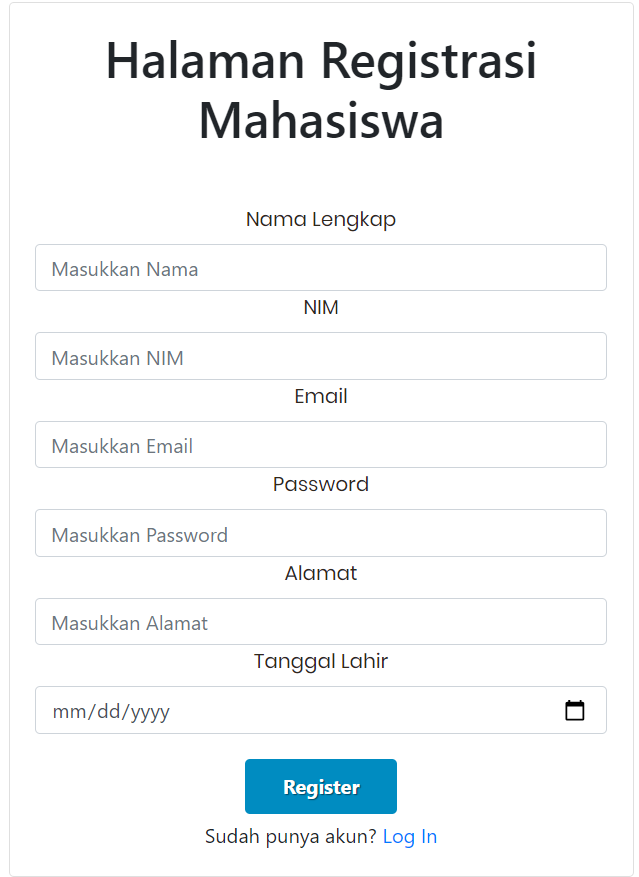 Halaman Registrasi
Mahasiswa
Nama Lengkap
Masukkan Nama
NIM
Masukkan NIM
Email
Masukkan Email
Password
Masukkan Password
Alamat
Masukkan Alamat
Tanggal Lahir
mm/dd/yyyy
Register
Sudah punya akun? Log In